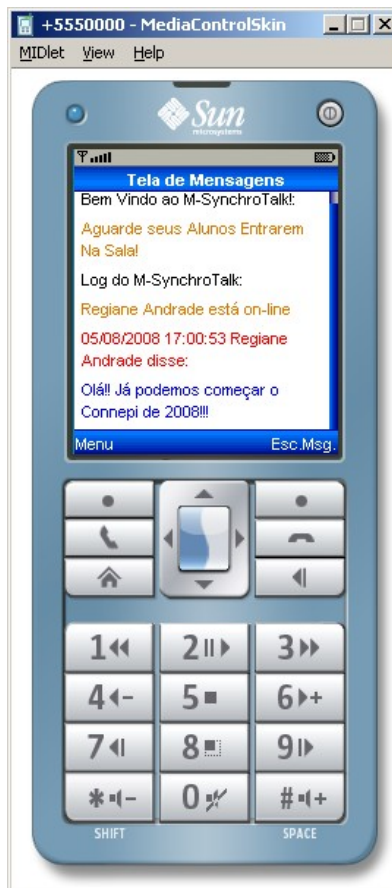 +5550000 - MediaControlSkin
MIDlet View Help
Sun
microsystems
Tela de Mensagens
Bem Vindo ao M-SynchroTalk!:
Aguarde seus Alunos Entrarem
Na Sala!
Log do M-SynchroTalk:
Regiane Andrade está on-line
05/08/2008 17:00:53 Regiane
Andrade disse:
Olá!! Já podemos começar o
Connepi de 2008!!!
Menu Esc.Msg.
1 2 3
4 - 5 6 +
7 8 9
* - 0 # +
SHIFT SPACE